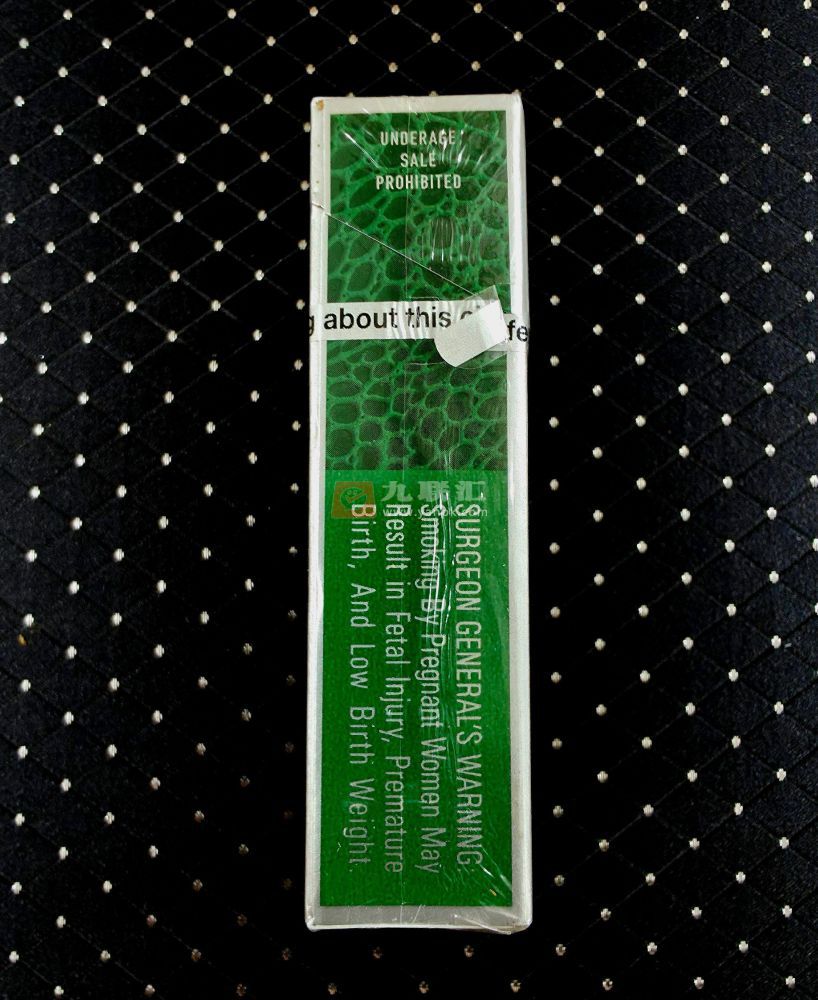 UNDERAGE
SALE
PROHIBITED
about this
fe
九联汇
SURGEON GENERAL'S WARNING:
Smoking By Pregnant Women May
Result in Fetal Injury, Premature
Birth, And Low Birth Weight.